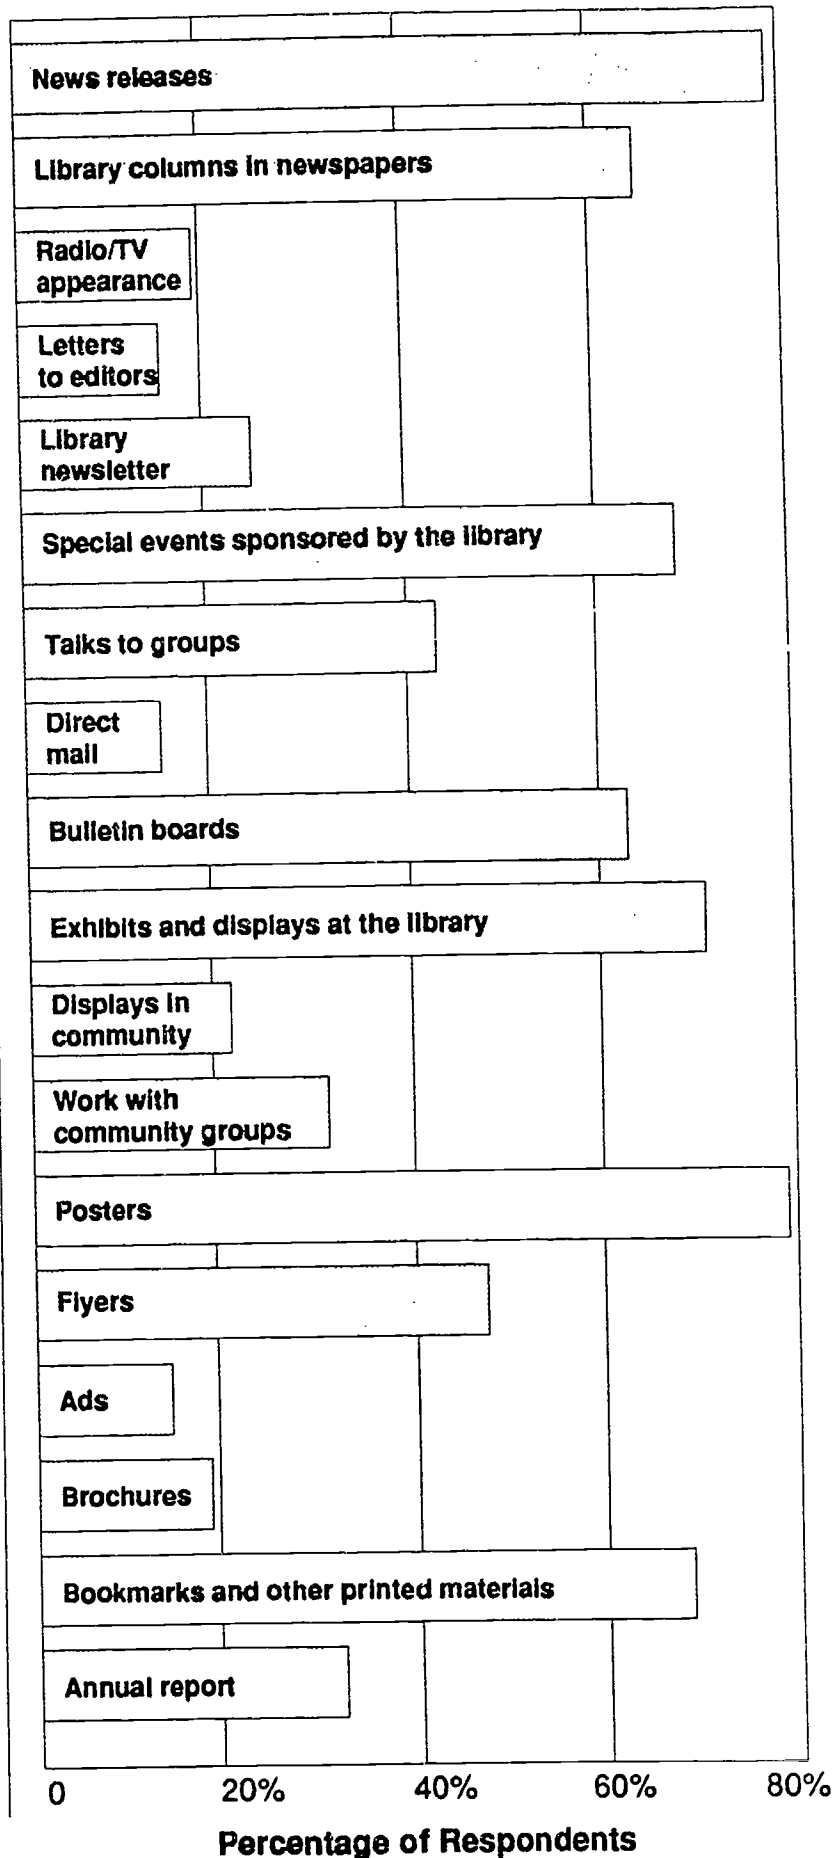 News releases
Library columns in newspapers
Radio/TV
appearance
Letters
to editors
Library
newsletter
Special events sponsored by the library
Talks to groups
Direct
mail
Bulletin boards
Exhibits and displays at the library
Displays in
community
Work with
community groups
Posters
Flyers
Ads
Brochures
Bookmarks and other printed materials
Annual report
0 20% 40% 60% 80%
Percentage of Respondents